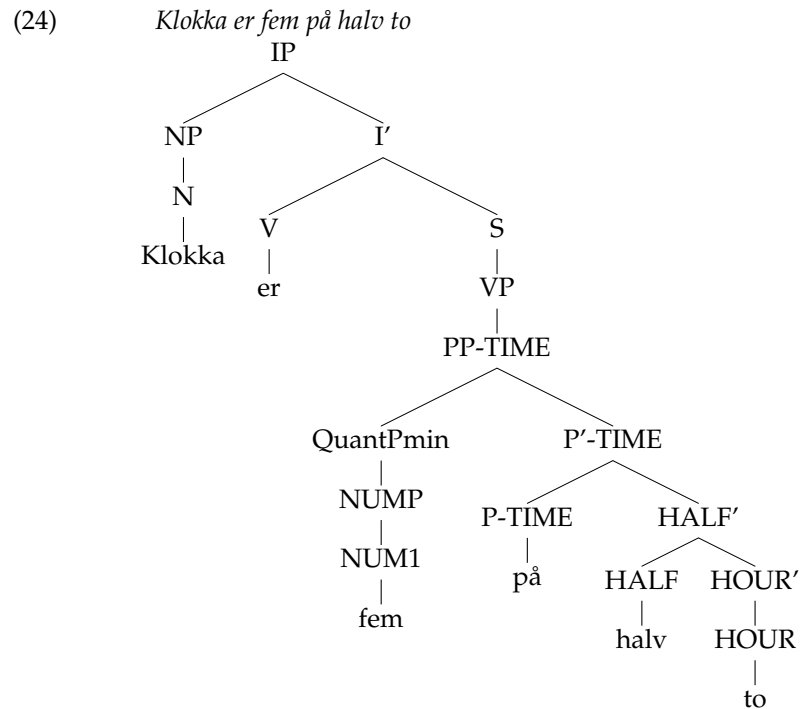 (24) Klokka er fem på halv to
IP
NP I'
N V S
Klokka er VP
PP-TIME
QuantPmin P'-TIME
NUMP P-TIME HALF'
NUM1 på HALF HOUR'
fem halv HOUR
to